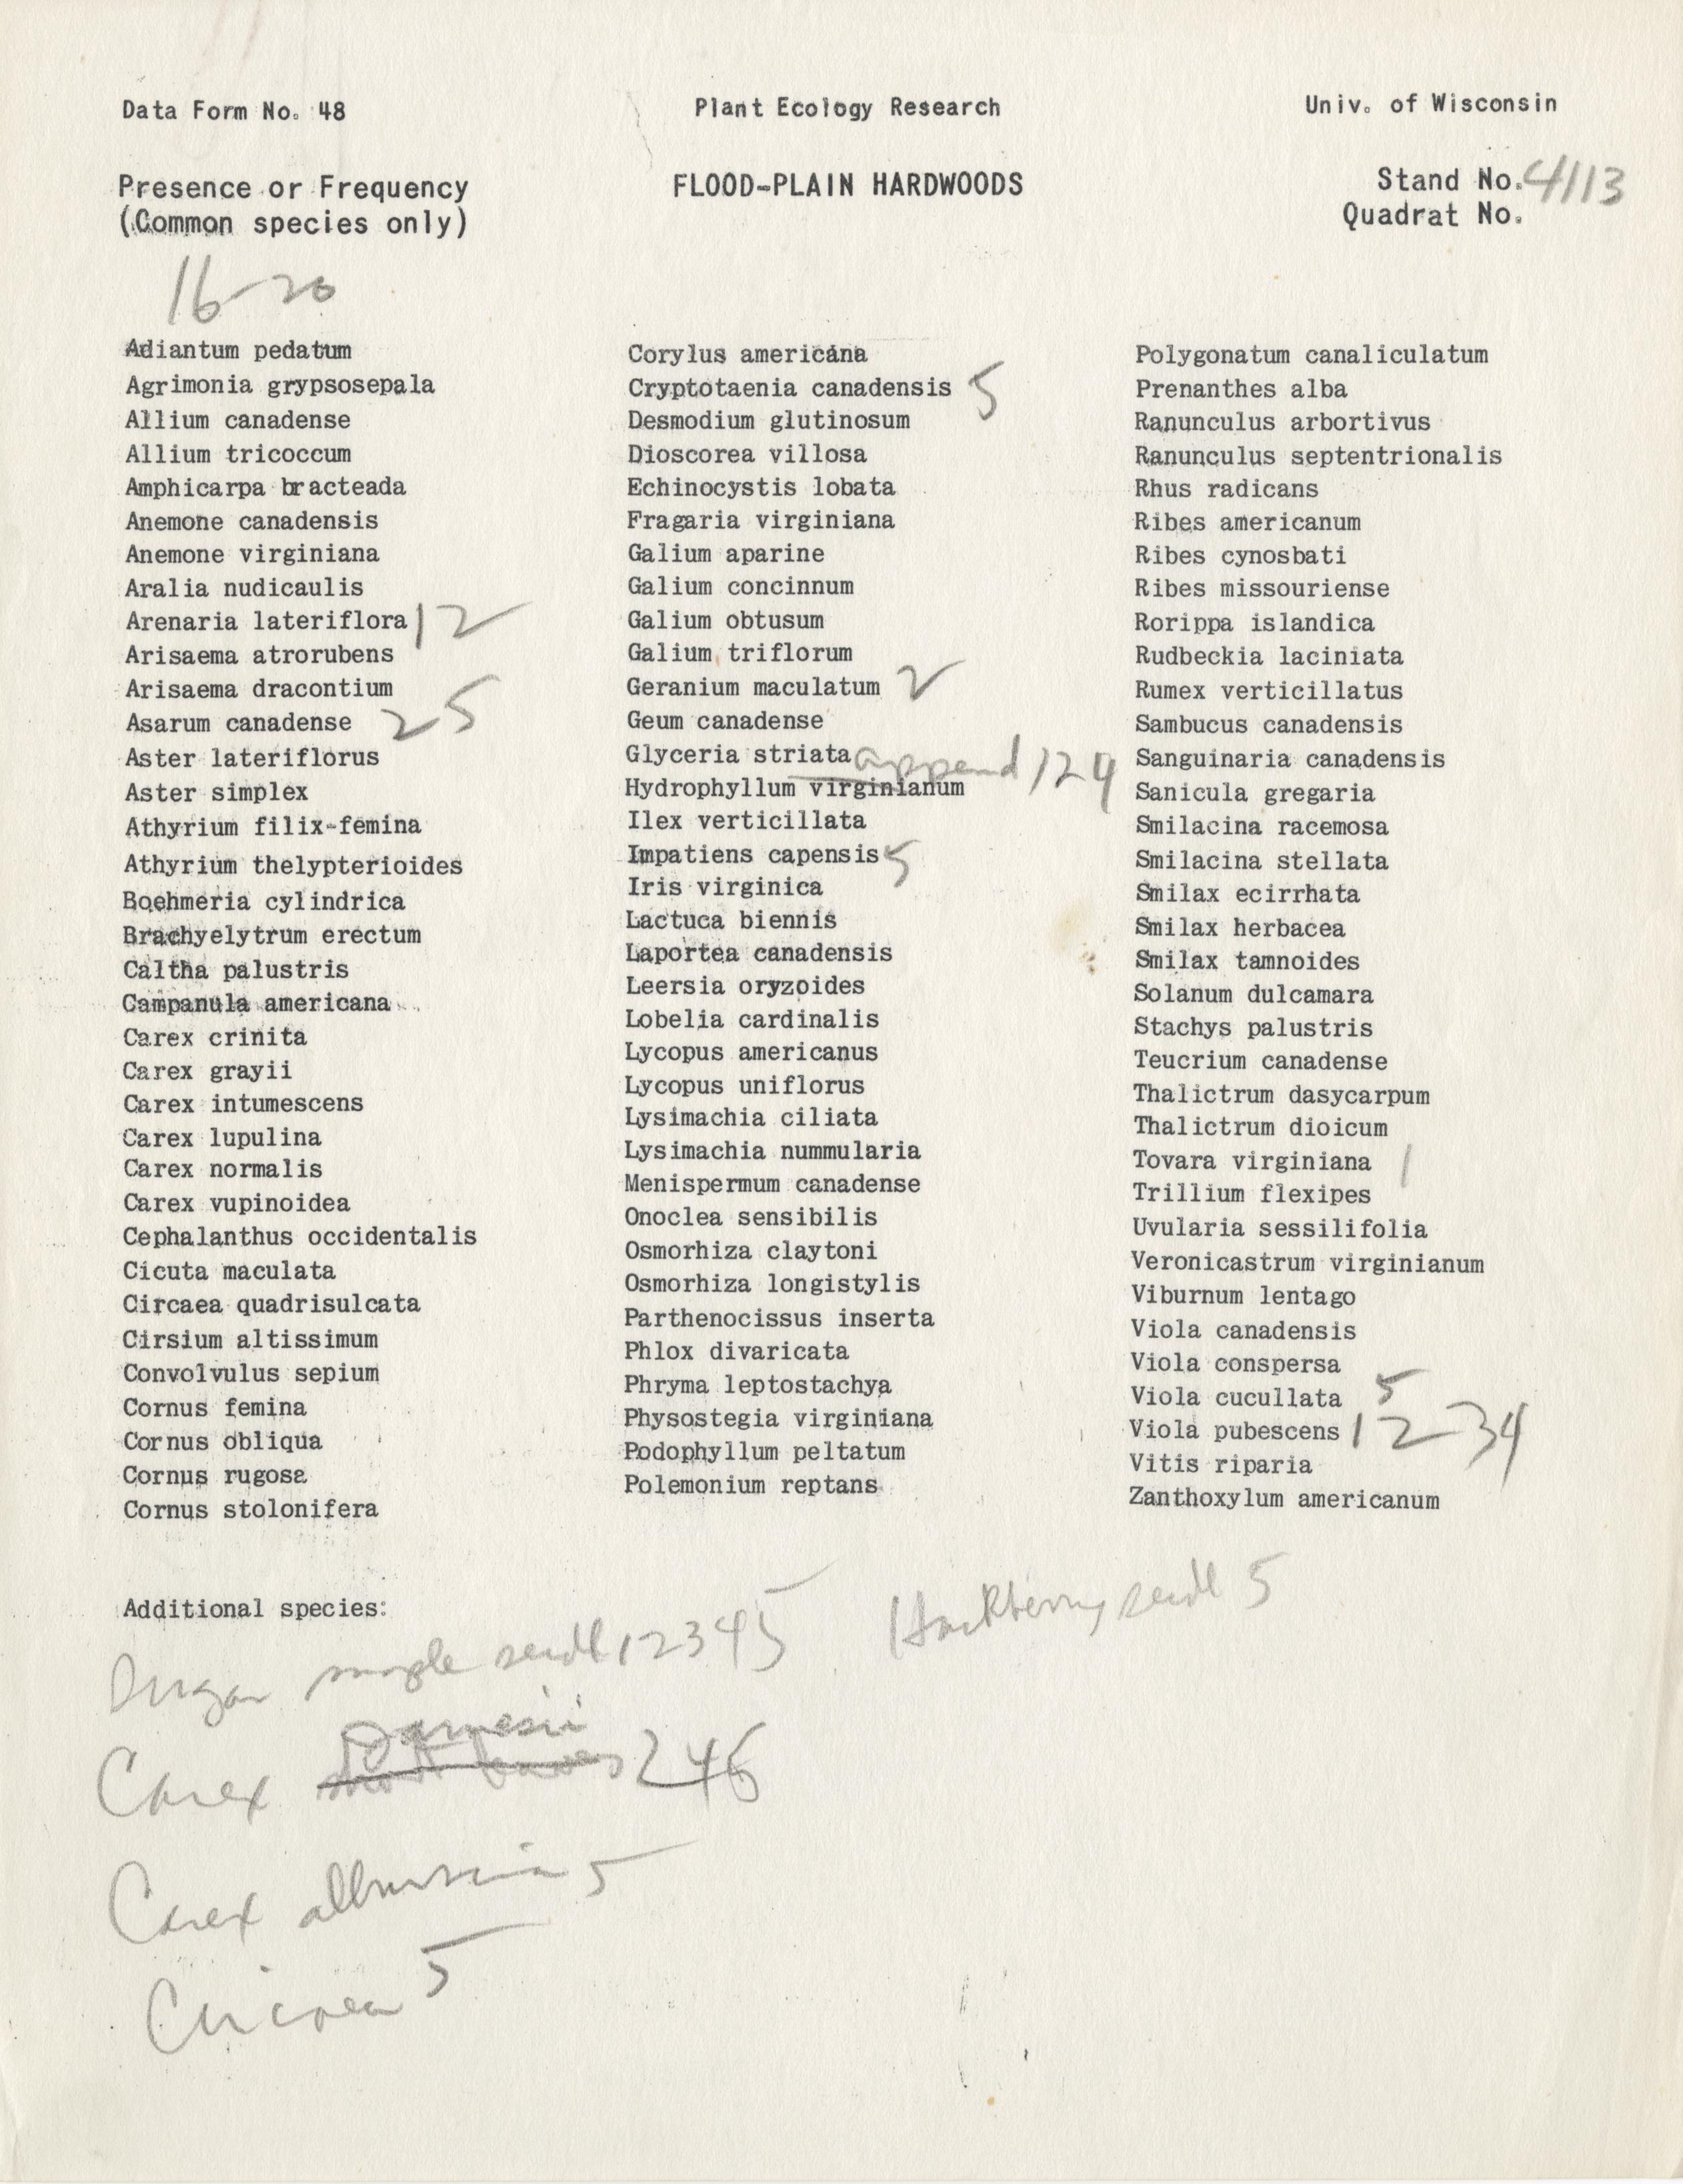 Data Form No. 48
Plant Ecology Research
Univ. of Wisconsin
Presence or Frequency
(Common species only)
FLOOD-PLAIN HARDWOODS
Stand No. 4113
Quadrat No.
16-20
Adiantum pedatum
Agrimonia grypsosepala
Allium canadense
Allium tricoccum
Amphicarpa bracteada
Anemone canadensis
Anemone virginiana
Aralia nudicaulis
Arenaria lateriflora 12
Arisaema atrorubens
Arisaema dracontium
Asarum canadense 25
Aster lateriflorus
Aster simplex
Athyrium filix-femina
Athyrium thelypterioides
Boehmeria cylindrica
Brachyelytrum erectum
Caltha palustris
Campanula americana
Carex crinita
Carex grayii
Carex intumescens
Carex lupulina
Carex normalis
Carex vupinoidea
Cephalanthus occidentalis
Cicuta maculata
Circaea quadrisulcata
Cirsium altissimum
Convolvulus sepium
Cornus femina
Cornus obliqua
Cornus rugosa
Cornus stolonifera
Corylus americana
Cryptotaenia canadensis 5
Desmodium glutinosum
Dioscorea villosa
Echinocystis lobata
Fragaria virginiana
Galium aparine
Galium concinnum
Galium obtusum
Galium triflorum
Geranium maculatum 2
Geum canadense
Glyceria striata
Hydrophyllum virginianum append 124
Ilex verticillata
Impatiens capensis 5
Iris virginica
Lactuca biennis
Laportea canadensis
Leersia oryzoides
Lobelia cardinalis
Lycopus americanus
Lycopus uniflorus
Lysimachia ciliata
Lysimachia nummularia
Menispermum canadense
Onoclea sensibilis
Osmorhiza claytoni
Osmorhiza longistylis
Parthenocissus inserta
Phlox divaricata
Phryma leptostachya
Physostegia virginiana
Podophyllum peltatum
Polemonium reptans
Polygonatum canaliculatum
Prenanthes alba
Ranunculus arbortivus
Ranunculus septentrionalis
Rhus radicans
Ribes americanum
Ribes cynosbati
Ribes missouriense
Rorippa islandica
Rudbeckia laciniata
Rumex verticillatus
Sambucus canadensis
Sanguinaria canadensis
Sanicula gregaria
Smilacina racemosa
Smilacina stellata
Smilax ecirrhata
Smilax herbacea
Smilax tamnoides
Solanum dulcamara
Stachys palustris
Teucrium canadense
Thalictrum dasycarpum
Thalictrum dioicum
Tovara virginiana 1
Trillium flexipes
Uvularia sessilifolia
Veronicastrum virginianum
Viburnum lentago
Viola canadensis
Viola conspersa
Viola cucullata 5
Viola pubescens 1234
Vitis riparia
Zanthoxylum americanum
Additional species:
Sugar maple seedl 12345
Hackberry seedl 5
Carex Jamesii 245
Carex albursina 5
Circaea 5